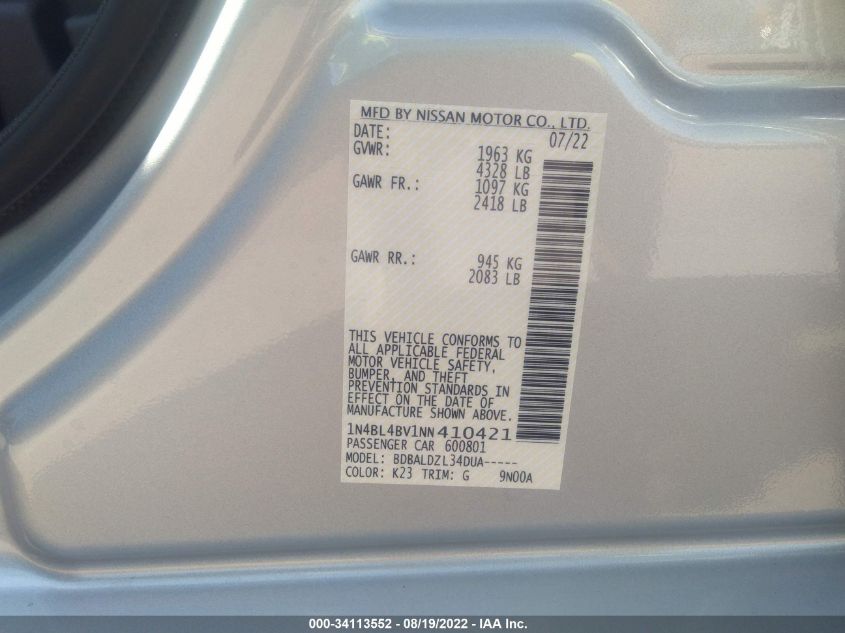 MFD BY NISSAN MOTOR CO., LTD.
DATE: 07/22
GVWR: 1963 KG
4328 LB
GAWR FR.: 1097 KG
2418 LB
GAWR RR.: 945 KG
2083 LB
THIS VEHICLE CONFORMS TO
ALL APPLICABLE FEDERAL
MOTOR VEHICLE SAFETY,
BUMPER, AND THEFT
PREVENTION STANDARDS IN
EFFECT ON THE DATE OF
MANUFACTURE SHOWN ABOVE.
1N4BL4BV1NN410421
PASSENGER CAR 600801
MODEL: BDBALDZL34DUA-----
COLOR: K23 TRIM: G 9N00A
000-34113552 - 08/19/2022 - IAA Inc.